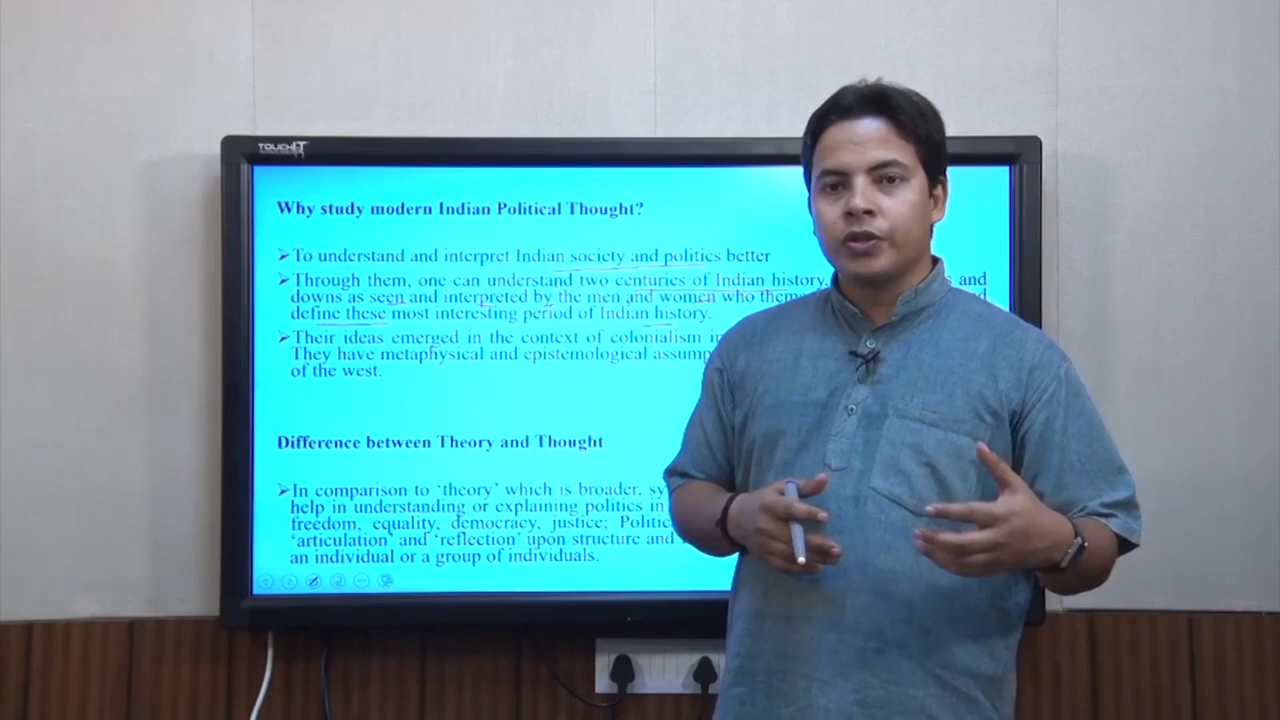 TOUCHIT
Why study modern Indian Political Thought?
➢To understand and interpret Indian society and politics better
➢Through them, one can understand two centuries of Indian history, and
downs as seen and interpreted by the men and women who
define these most interesting period of Indian history.
➢Their ideas emerged in the context of colonialism
They have metaphysical and epistemological
of the west.
Difference between Theory and Thought
➢In comparison to 'theory' which is broader,
help in understanding or explaining politics in
freedom, equality, democracy, justice;
'articulation' and 'reflection' upon structure and
an individual or a group of individuals.